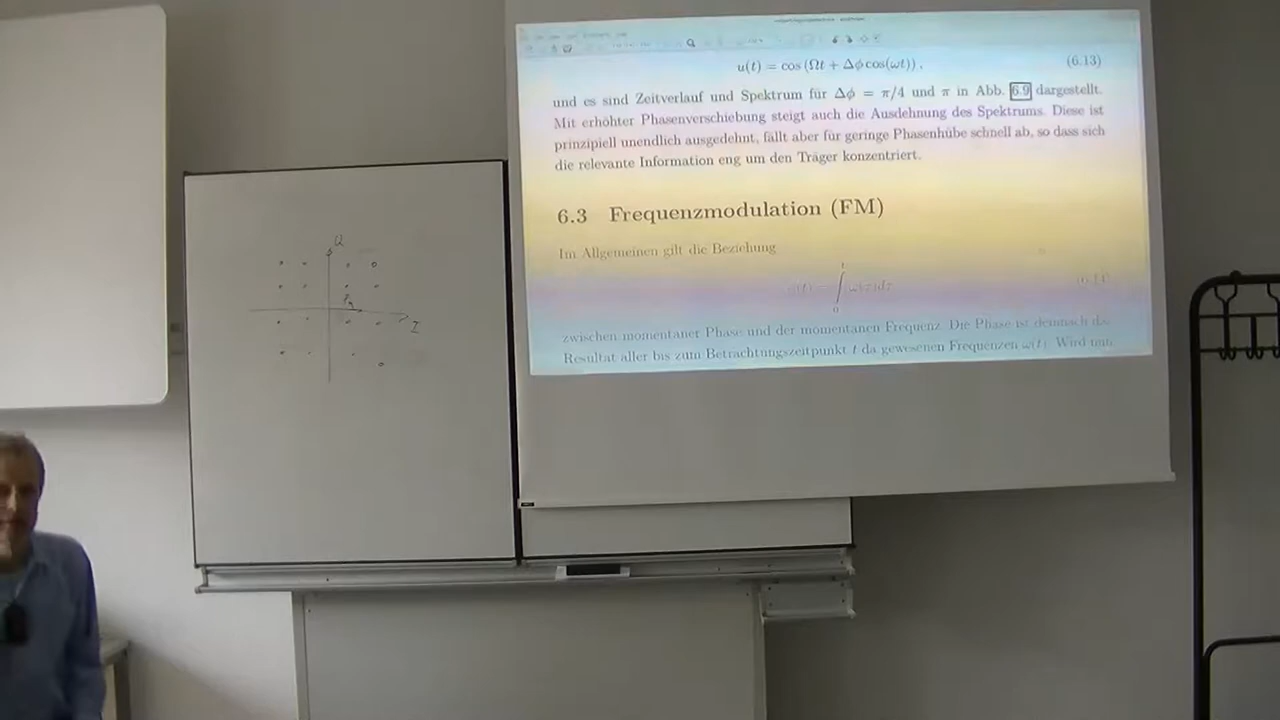 Q
I
u(t) = cos (Ωt + Δϕ cos(ωt)) , (6.13)
und es sind Zeitverlauf und Spektrum für Δϕ = π/4 und π in Abb. 6.9 dargestellt.
Mit erhöhter Phasenverschiebung steigt auch die Ausdehnung des Spektrums. Diese ist
prinzipiell unendlich ausgedehnt, fällt aber für geringe Phasenhübe schnell ab, so dass sich
die relevante Information eng um den Träger konzentriert.
6.3 Frequenzmodulation (FM)
Im Allgemeinen gilt die Beziehung
t
∫ ω(τ)dτ
0
zwischen momentaner Phase und der momentanen Frequenz. Die Phase ist demnach das
Resultat aller bis zum Betrachtungszeitpunkt t da gewesenen Frequenzen ω(t). Wird nun